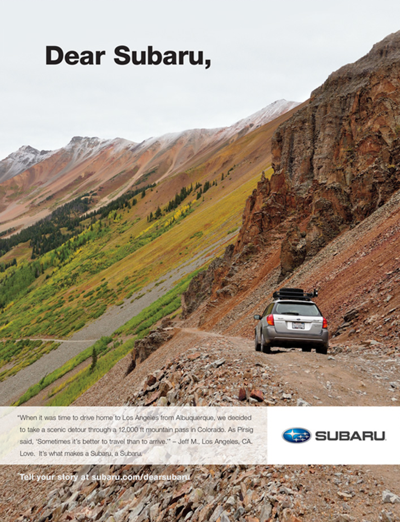 Dear Subaru,
"When it was time to drive home to Los Angeles from Albuquerque, we decided
to take a scenic detour through a 12,000 ft mountain pass in Colorado. As Pirsig
said, 'Sometimes it's better to travel than to arrive.'" – Jeff M., Los Angeles, CA.
Love. It's what makes a Subaru, a Subaru.
SUBARU
Tell your story at subaru.com/dearsubaru